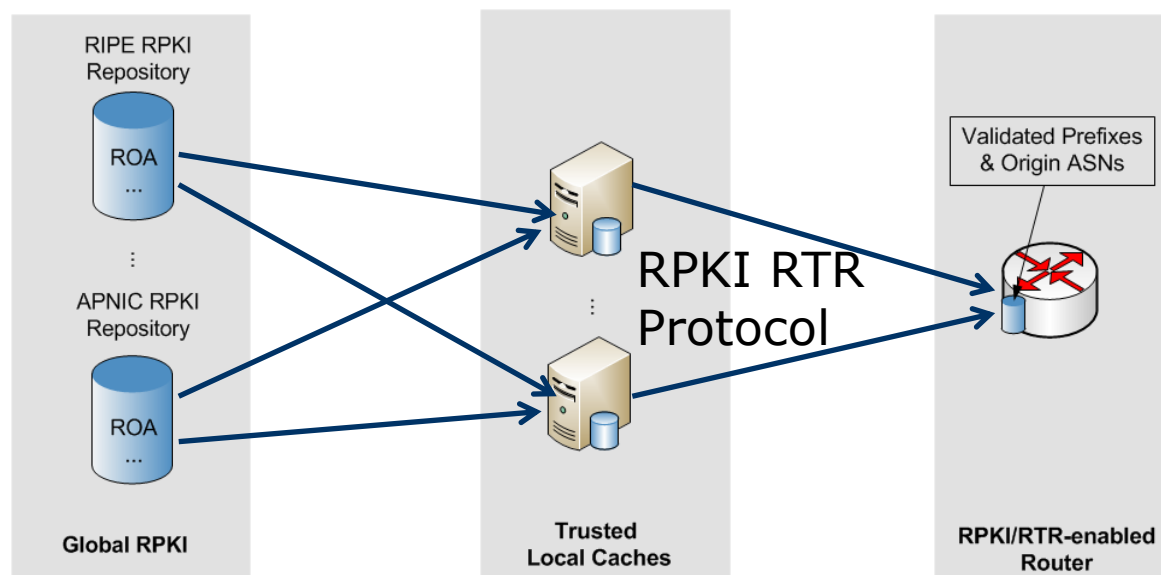 RIPE RPKI
Repository
ROA
...
...
APNIC RPKI
Repository
ROA
...
Global RPKI
...
Trusted
Local Caches
RPKI RTR
Protocol
Validated Prefixes
& Origin ASNs
RPKI/RTR-enabled
Router